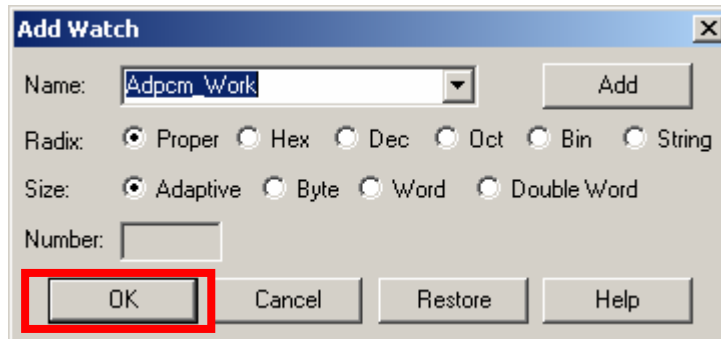 Add Watch
Name: Adpcm_Work Add
Radix: Proper Hex Dec Oct Bin String
Size: Adaptive Byte Word Double Word
Number:
OK Cancel Restore Help